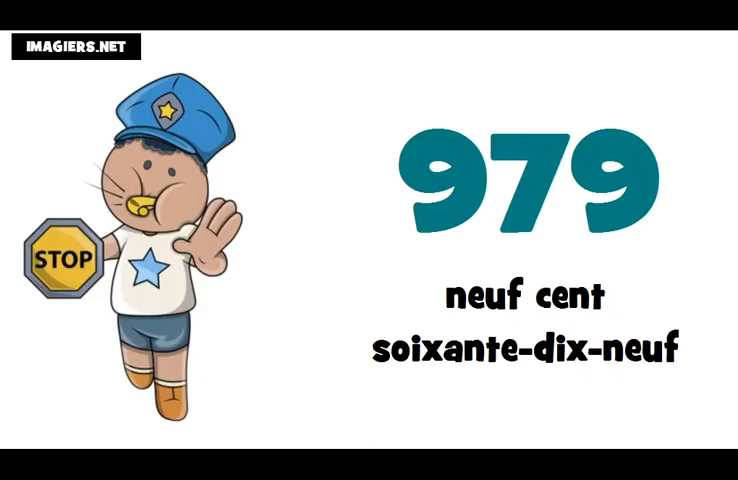 IMAGIERS.NET
STOP
979
neuf cent
soixante-dix-neuf